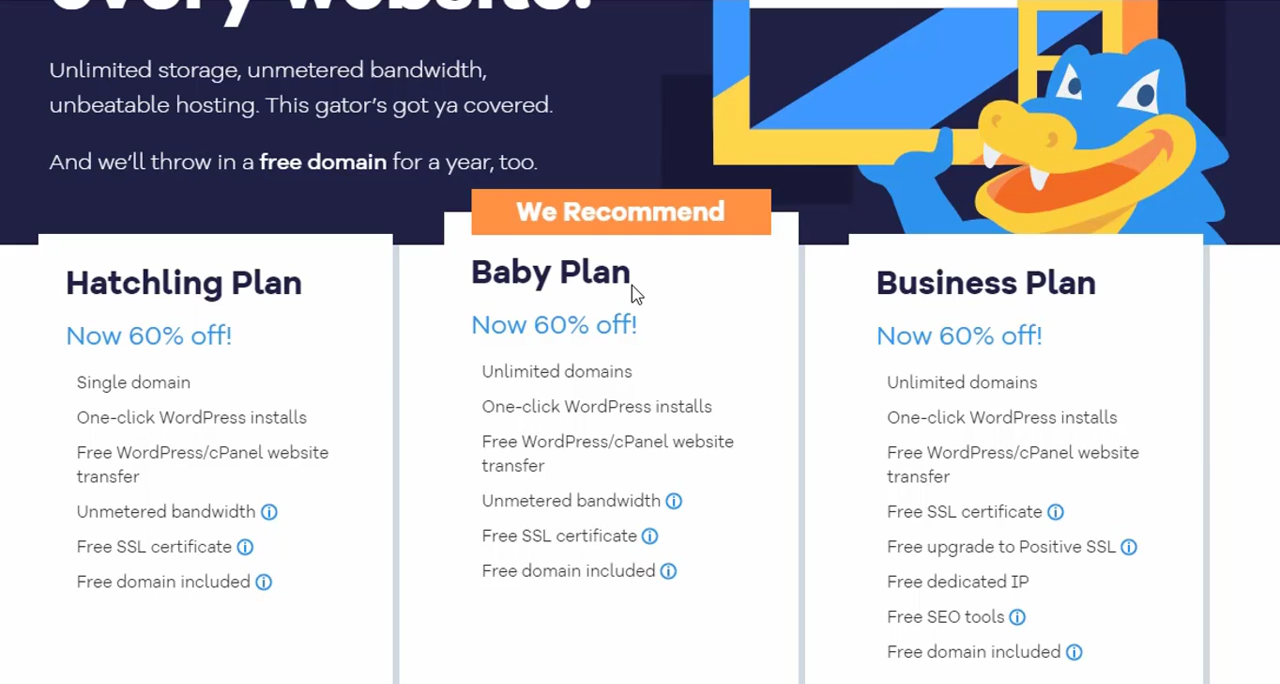 every website.
Unlimited storage, unmetered bandwidth,
unbeatable hosting. This gator's got ya covered.
And we'll throw in a free domain for a year, too.
We Recommend
Hatchling Plan
Now 60% off!
Single domain
One-click WordPress installs
Free WordPress/cPanel website
transfer
Unmetered bandwidth
Free SSL certificate
Free domain included
Baby Plan
Now 60% off!
Unlimited domains
One-click WordPress installs
Free WordPress/cPanel website
transfer
Unmetered bandwidth
Free SSL certificate
Free domain included
Business Plan
Now 60% off!
Unlimited domains
One-click WordPress installs
Free WordPress/cPanel website
transfer
Free SSL certificate
Free upgrade to Positive SSL
Free dedicated IP
Free SEO tools
Free domain included